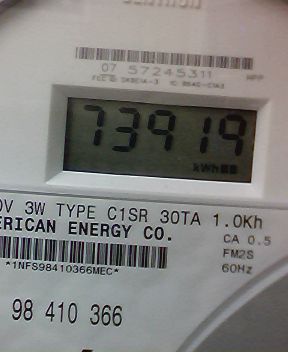 07 57245311 HPP
73919
kWh
0V 3W TYPE C1SR 30TA 1.0Kh
ERICAN ENERGY CO.
CA 0.5
FM2S
60Hz
*1NFS98410366MEC*
98 410 366